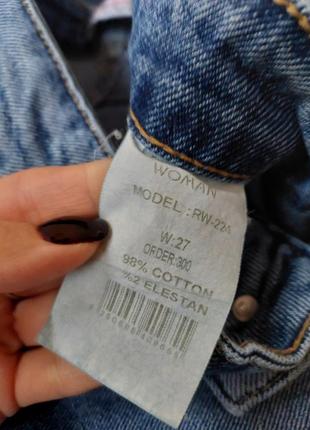 WOMAN
MODEL : RW-224
W:27
ORDER:300
98% COTTON
%2 ELESTAN